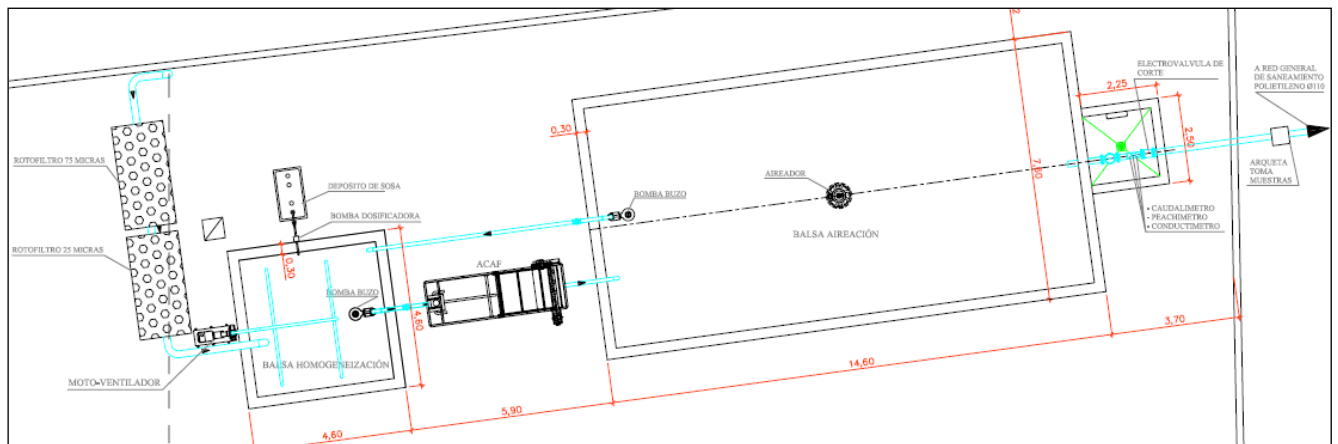 ELECTROVALVULA DE
CORTE
A RED GENERAL
DE SANEAMIENTO
POLIETILENO Ø110
2,25
2,50
0,30
7,60
ROTOFILTRO 75 MICRAS
DEPOSITO DE SOSA
AIREADOR
ARQUETA
TOMA
MUESTRAS
BOMBA BUZO
BOMBA DOSIFICADORA
• CAUDALIMETRO
- PEACHIMETRO
• CONDUCTIMETRO
BALSA AIREACIÓN
ROTOFILTRO 25 MICRAS
0,30
ACAF
BOMBA BUZO
4,60
3,70
BALSA HOMOGENEIZACIÓN
14,60
MOTO-VENTILADOR
5,90
4,60